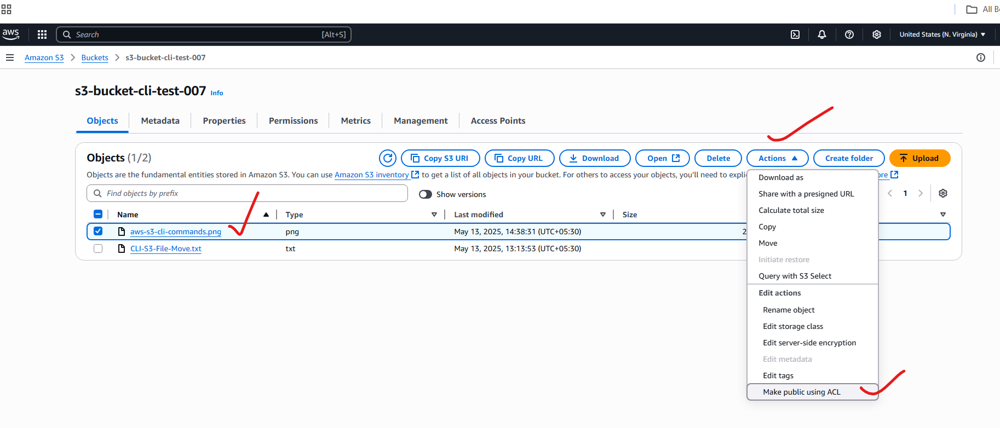 All Bo
aws
Search [Alt+S]
United States (N. Virginia)
Amazon S3 > Buckets > s3-bucket-cli-test-007
s3-bucket-cli-test-007 Info
Objects Metadata Properties Permissions Metrics Management Access Points
Objects (1/2) Copy S3 URI Copy URL Download Open Delete Actions Create folder Upload
Objects are the fundamental entities stored in Amazon S3. You can use Amazon S3 inventory to get a list of all objects in your bucket. For others to access your objects, you'll need to explic
ore
Find objects by prefix Show versions 1
Name Type Last modified Size
aws-s3-cli-commands.png png May 13, 2025, 14:38:31 (UTC+05:30) 2
CLI-S3-File-Move.txt txt May 13, 2025, 13:13:53 (UTC+05:30)
Download as
Share with a presigned URL
Calculate total size
Copy
Move
Initiate restore
Query with S3 Select
Edit actions
Rename object
Edit storage class
Edit server-side encryption
Edit metadata
Edit tags
Make public using ACL